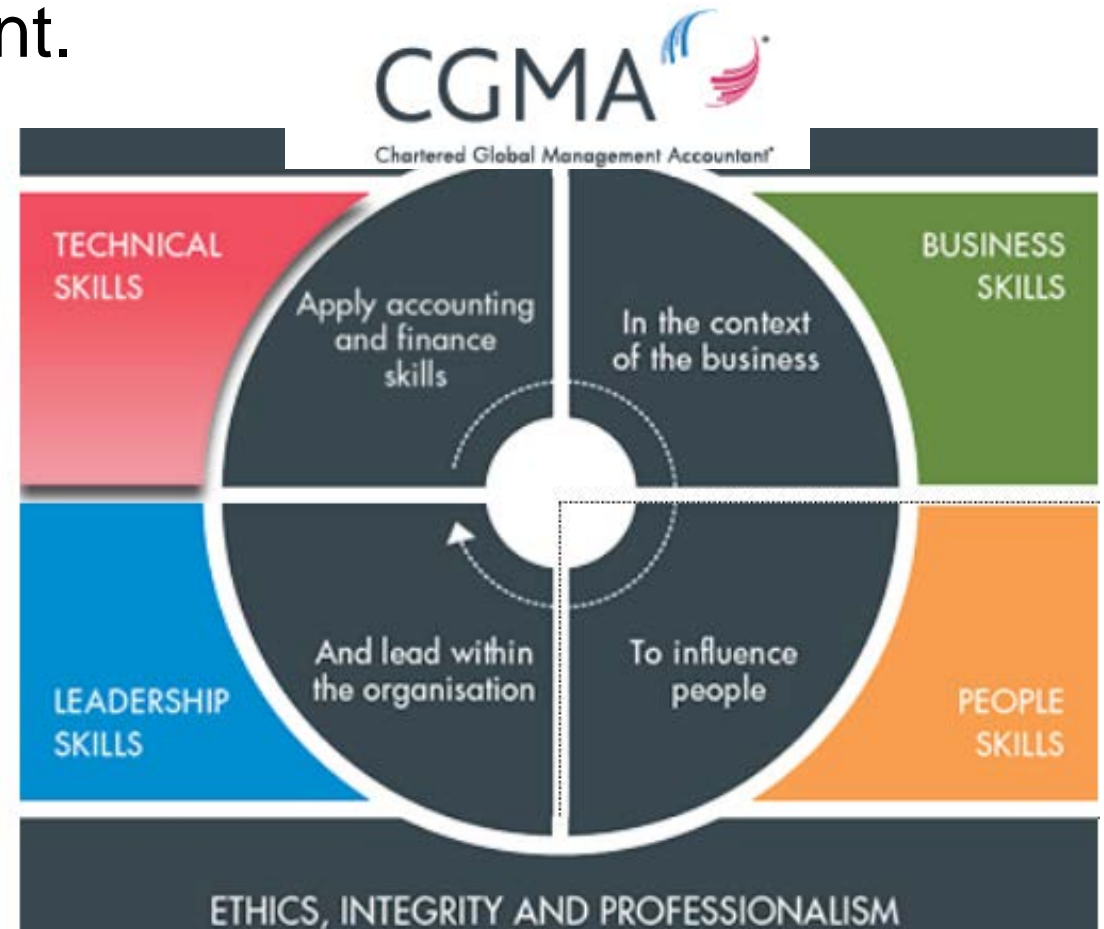 nt.
CGMA
Chartered Global Management Accountant®
TECHNICAL
SKILLS
Apply accounting
and finance
skills
In the context
of the business
BUSINESS
SKILLS
LEADERSHIP
SKILLS
And lead within
the organisation
To influence
people
PEOPLE
SKILLS
ETHICS, INTEGRITY AND PROFESSIONALISM